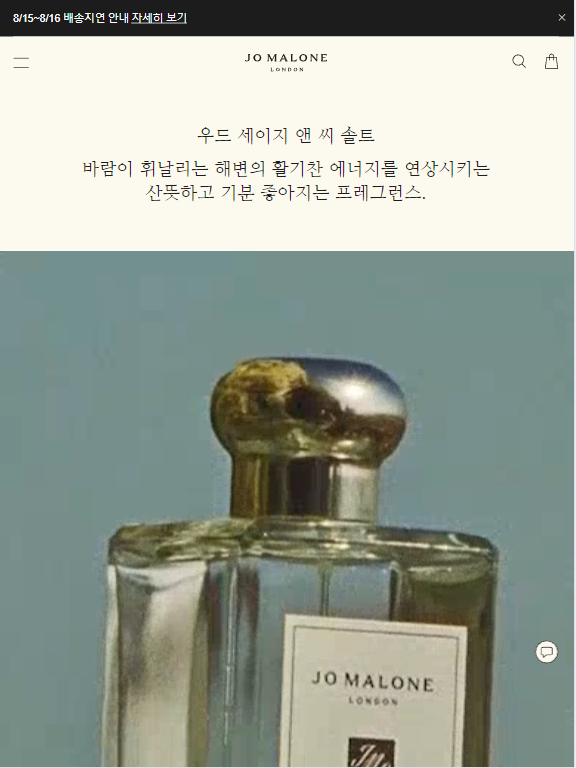 8/15~8/16 배송지연 안내 자세히 보기
JO MALONE
LONDON
우드 세이지 앤 씨 솔트
바람이 휘날리는 해변의 활기찬 에너지를 연상시키는
산뜻하고 기분 좋아지는 프레그런스.
JO MALONE
LONDON